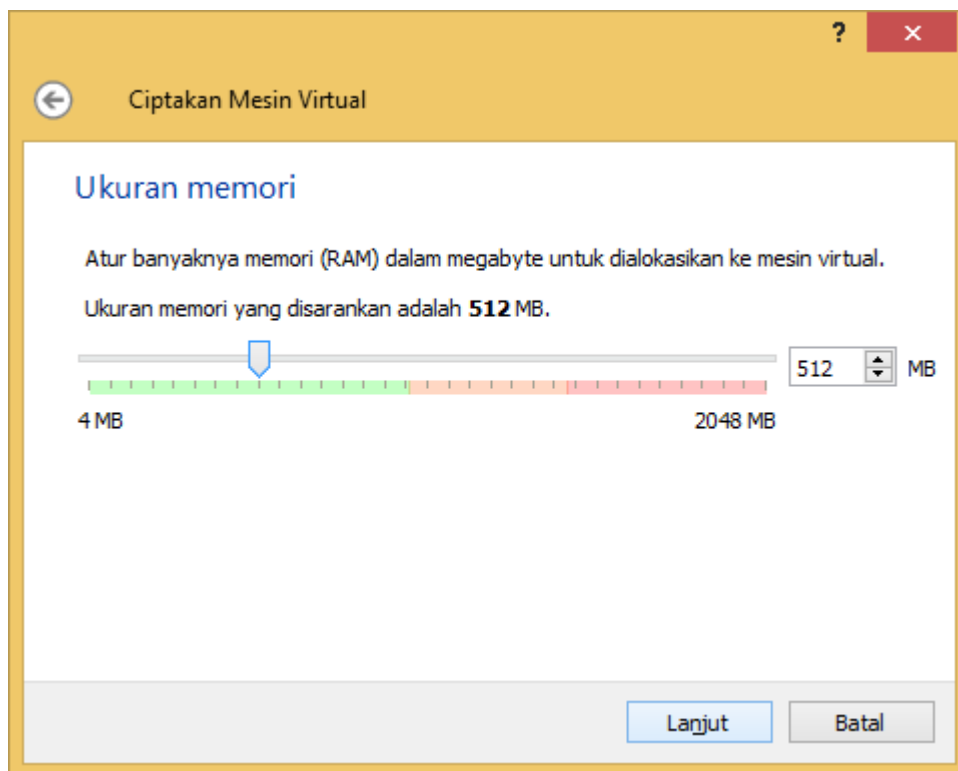 ?
Ciptakan Mesin Virtual
Ukuran memori
Atur banyaknya memori (RAM) dalam megabyte untuk dialokasikan ke mesin virtual.
Ukuran memori yang disarankan adalah 512 MB.
512 MB
4 MB 2048 MB
Lanjut Batal